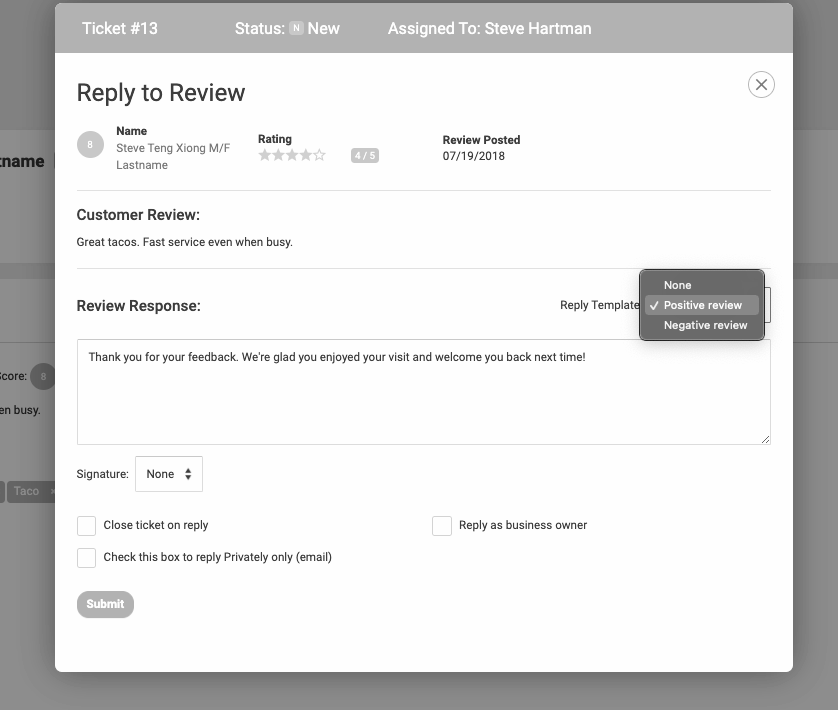 Ticket #13 Status: N New Assigned To: Steve Hartman
Reply to Review
8
Name
Steve Teng Xiong M/F
Lastname
Rating
4 / 5
Review Posted
07/19/2018
Customer Review:
Great tacos. Fast service even when busy.
Review Response:
Reply Template
None
✓ Positive review
Negative review
Thank you for your feedback. We're glad you enjoyed your visit and welcome you back next time!
Signature: None
Close ticket on reply
Reply as business owner
Check this box to reply Privately only (email)
Submit
tname
core: 8
en busy.
Taco ×